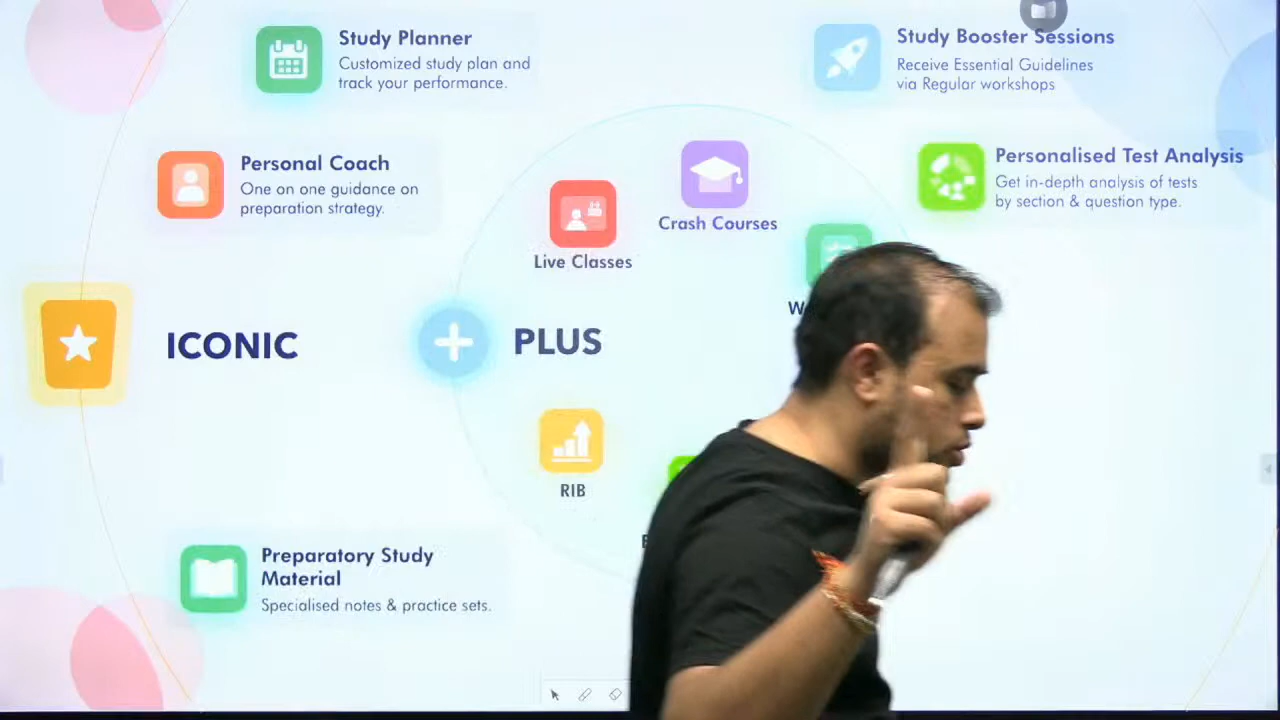 Study Planner
Customized study plan and
track your performance.
Study Booster Sessions
Receive Essential Guidelines
via Regular workshops
Personal Coach
One on one guidance on
preparation strategy.
Personalised Test Analysis
Get in-depth analysis of tests
by section & question type.
Crash Courses
Live Classes
ICONIC
PLUS
RIB
Preparatory Study
Material
Specialised notes & practice sets.